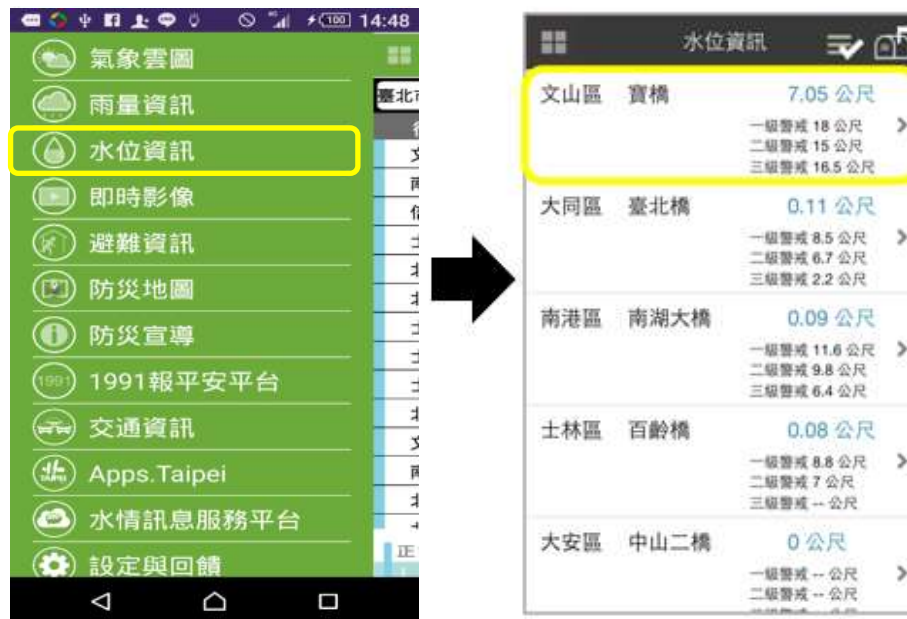 100 14:48
氣象雲圖
雨量資訊
水位資訊
即時影像
避難資訊
防災地圖
防災宣導
1991
1991報平安平台
交通資訊
Apps.Taipei
水情訊息服務平台
設定與回饋
臺北市
正
水位資訊
文山區 寶橋 7.05 公尺
一級警戒 18 公尺
二級警戒 15 公尺
三級警戒 16.5 公尺
大同區 臺北橋 0.11 公尺
一級警戒 8.5 公尺
二級警戒 6.7 公尺
三級警戒 2.2 公尺
南港區 南湖大橋 0.09 公尺
一級警戒 11.6 公尺
二級警戒 9.8 公尺
三級警戒 6.4 公尺
士林區 百齡橋 0.08 公尺
一級警戒 8.8 公尺
二級警戒 7 公尺
三級警戒 -- 公尺
大安區 中山二橋 0 公尺
一級警戒 -- 公尺
二級警戒 -- 公尺